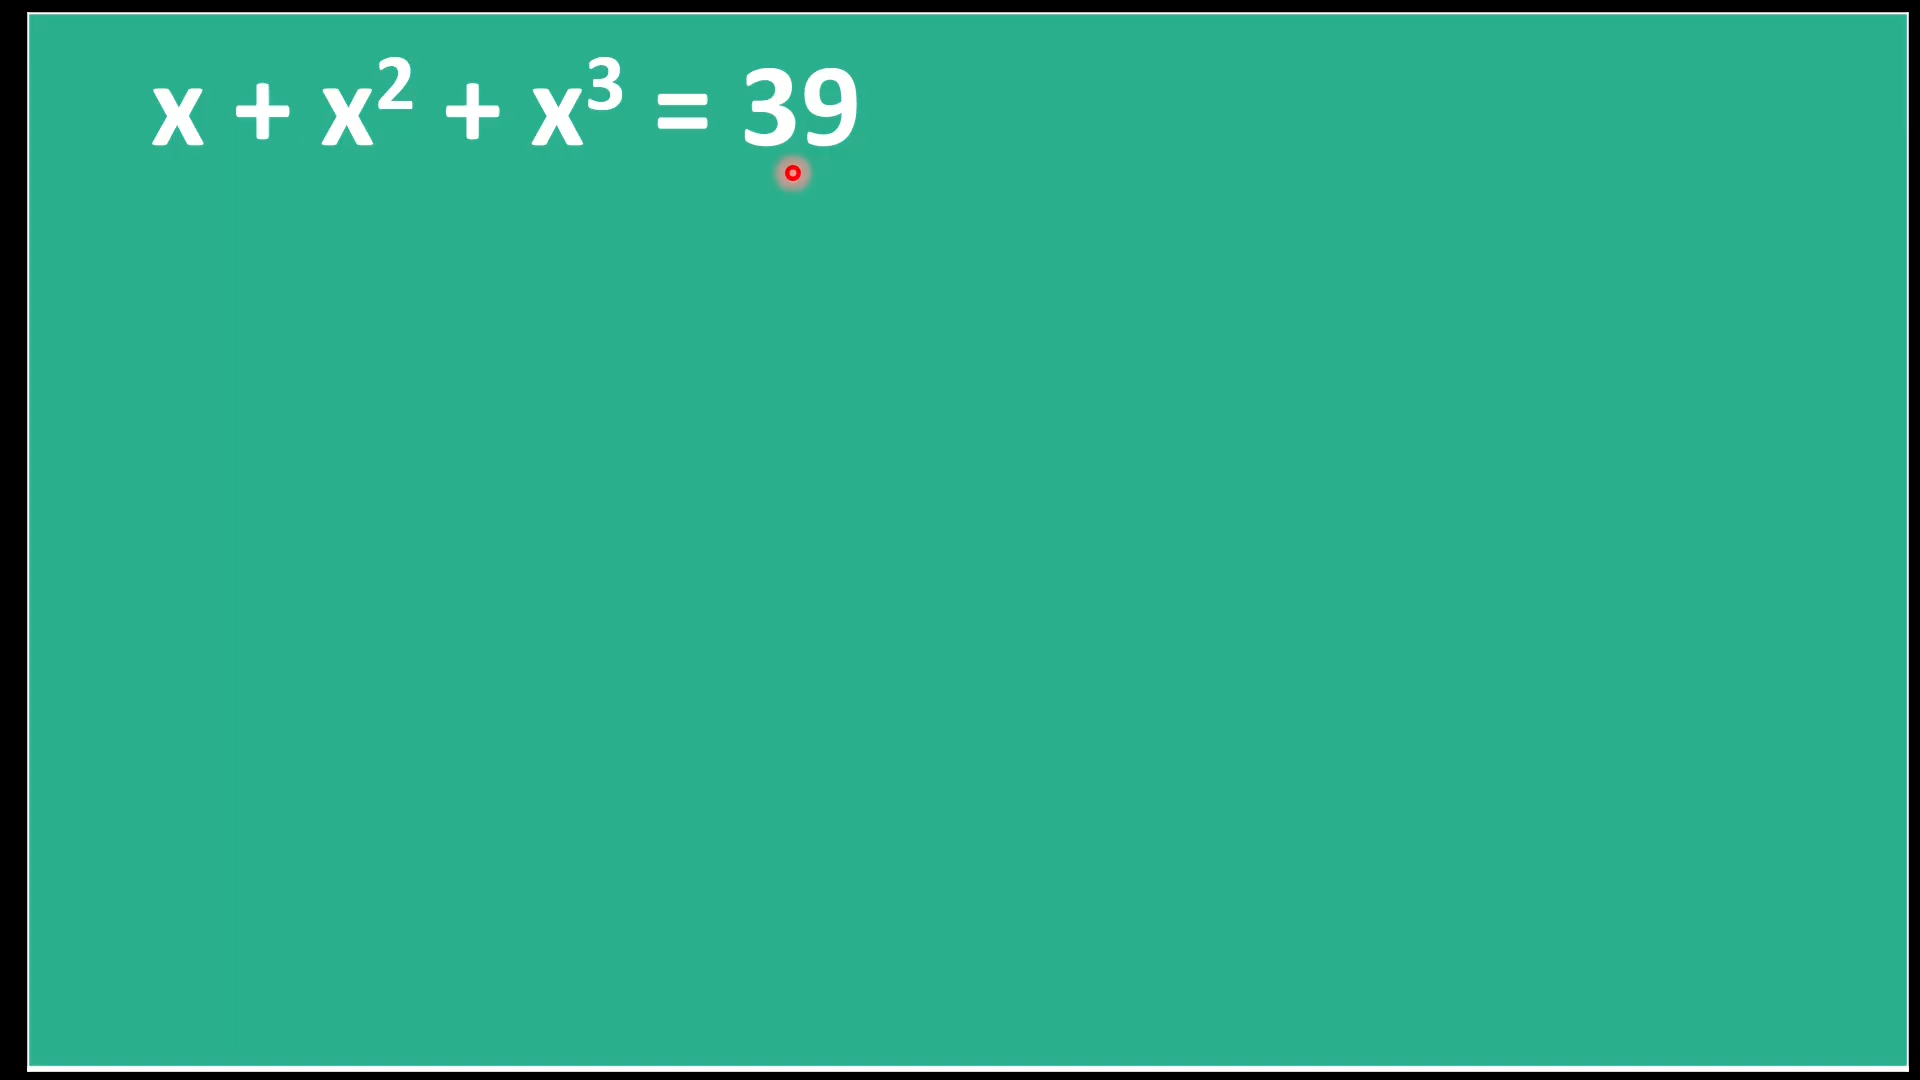 x + x² + x³ = 39